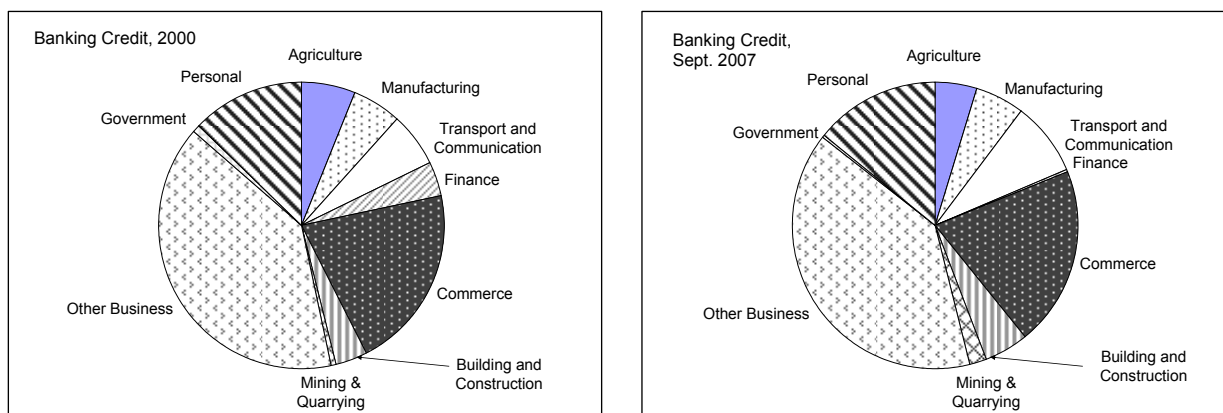 Banking Credit, 2000
Agriculture
Manufacturing
Transport and
Communication
Finance
Commerce
Building and
Construction
Mining &
Quarrying
Other Business
Government
Personal
Banking Credit,
Sept. 2007
Agriculture
Manufacturing
Transport and
Communication
Finance
Commerce
Building and
Construction
Mining &
Quarrying
Other Business
Government
Personal